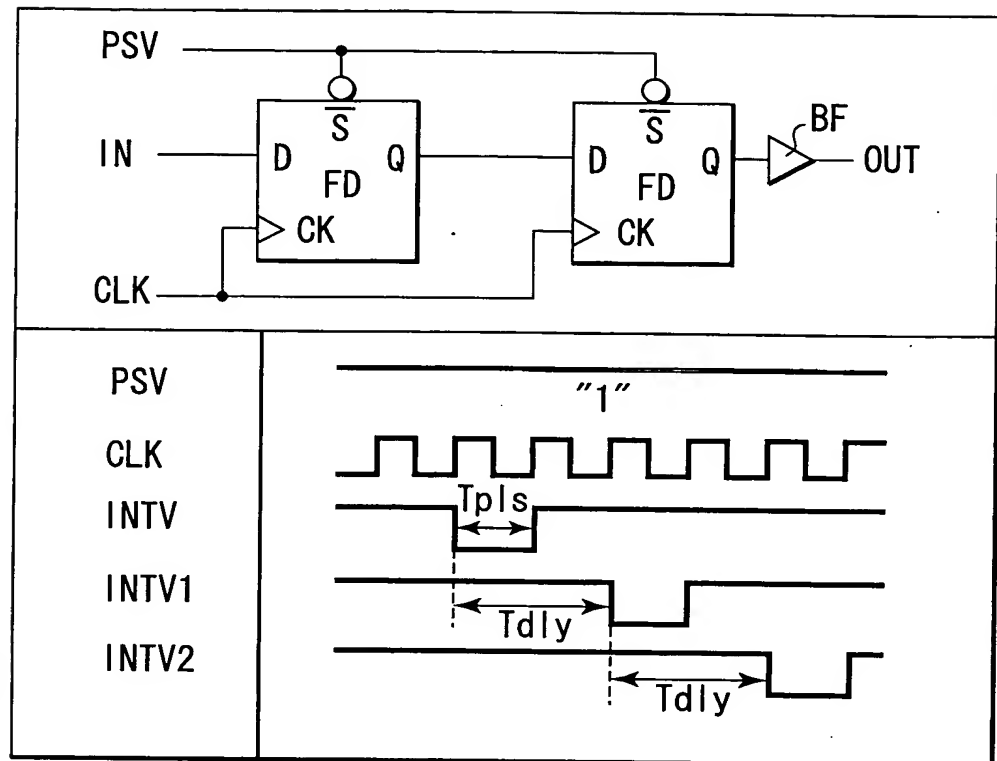 PSV
S
S
BF
IN
D
Q
D
Q
OUT
FD
FD
CK
CK
CLK
PSV
"1"
CLK
Tpls
INTV
INTV1
Tdly
INTV2
Tdly